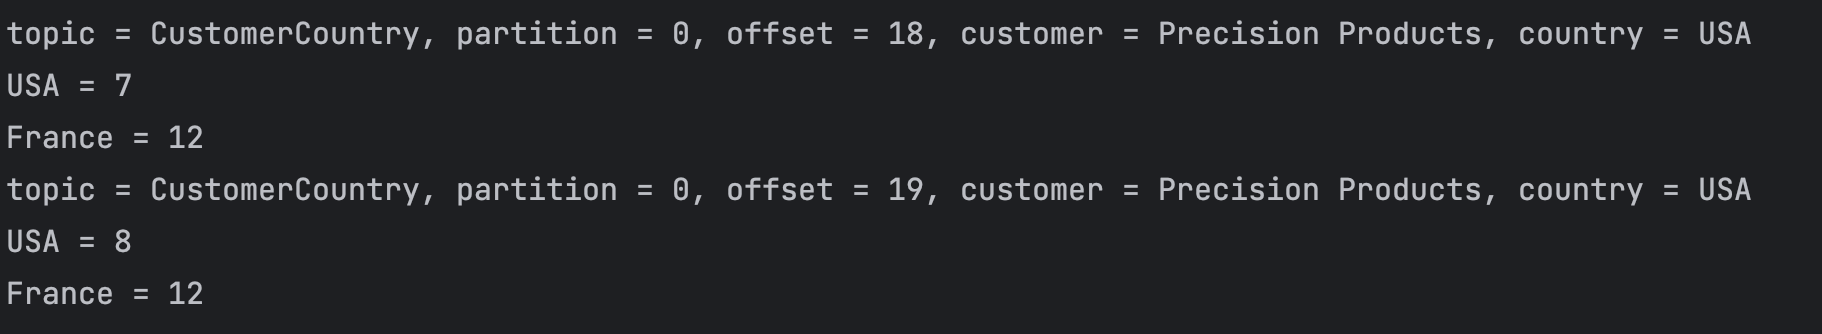 topic = CustomerCountry, partition = 0, offset = 18, customer = Precision Products, country = USA
USA = 7
France = 12
topic = CustomerCountry, partition = 0, offset = 19, customer = Precision Products, country = USA
USA = 8
France = 12